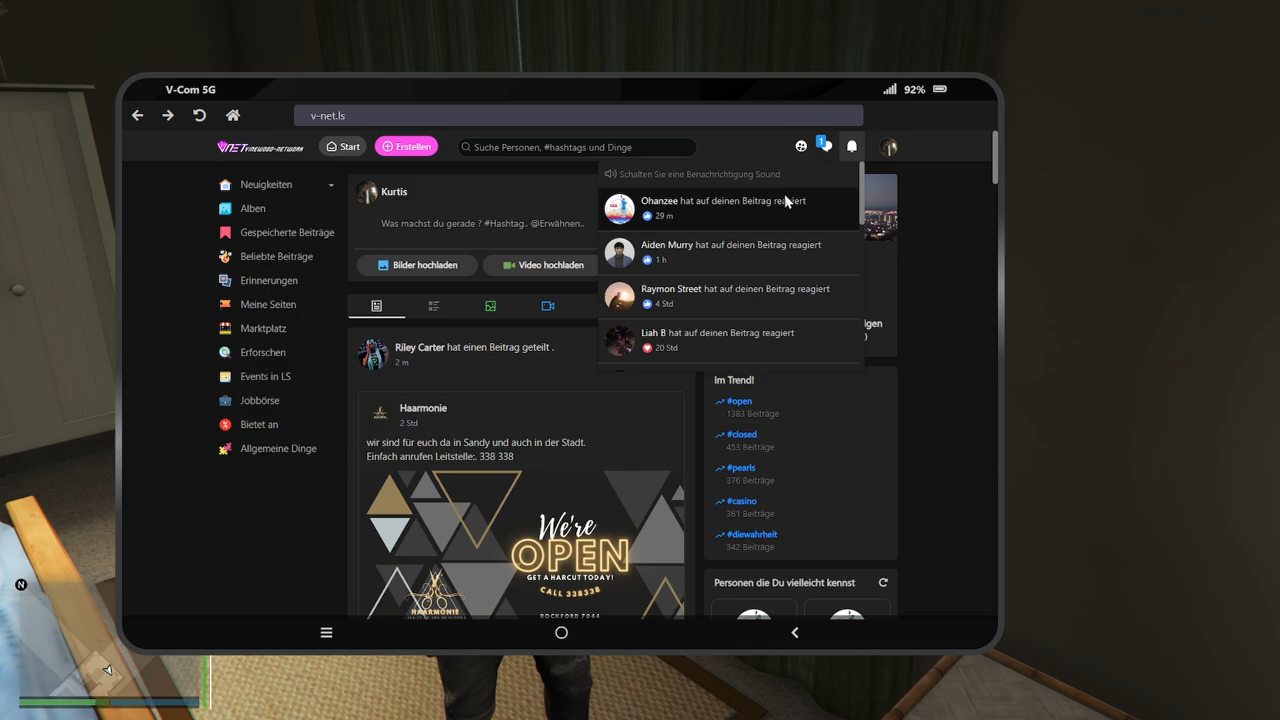 V-Com 5G
92%
v-net.ls
VNET VINEWOOD-NETWORK
Start
Erstellen
Suche Personen, #hashtags und Dinge
1
Neuigkeiten
Alben
Gespeicherte Beiträge
Beliebte Beiträge
Erinnerungen
Meine Seiten
Marktplatz
Erforschen
Events in LS
Jobbörse
Bietet an
Allgemeine Dinge
Kurtis
Was machst du gerade ? #Hashtag.. @Erwähnen..
Bilder hochladen
Video hochladen
Schalten Sie eine Benachrichtigung Sound
Ohanzee hat auf deinen Beitrag reagiert
29 m
Aiden Murry hat auf deinen Beitrag reagiert
1 h
Raymon Street hat auf deinen Beitrag reagiert
4 Std
Liah B hat auf deinen Beitrag reagiert
20 Std
Riley Carter hat einen Beitrag geteilt .
2 m
Haarmonie
2 Std
wir sind für euch da in Sandy und auch in der Stadt.
Einfach anrufen Leitstelle:. 338 338
We're
OPEN
GET A HARCUT TODAY!
CALL 338338
HAARMONIE
ROCKFORD 7044
Im Trend!
#open
1383 Beiträge
#closed
453 Beiträge
#pearls
376 Beiträge
#casino
361 Beiträge
#diewahrheit
342 Beiträge
Personen die Du vielleicht kennst
N